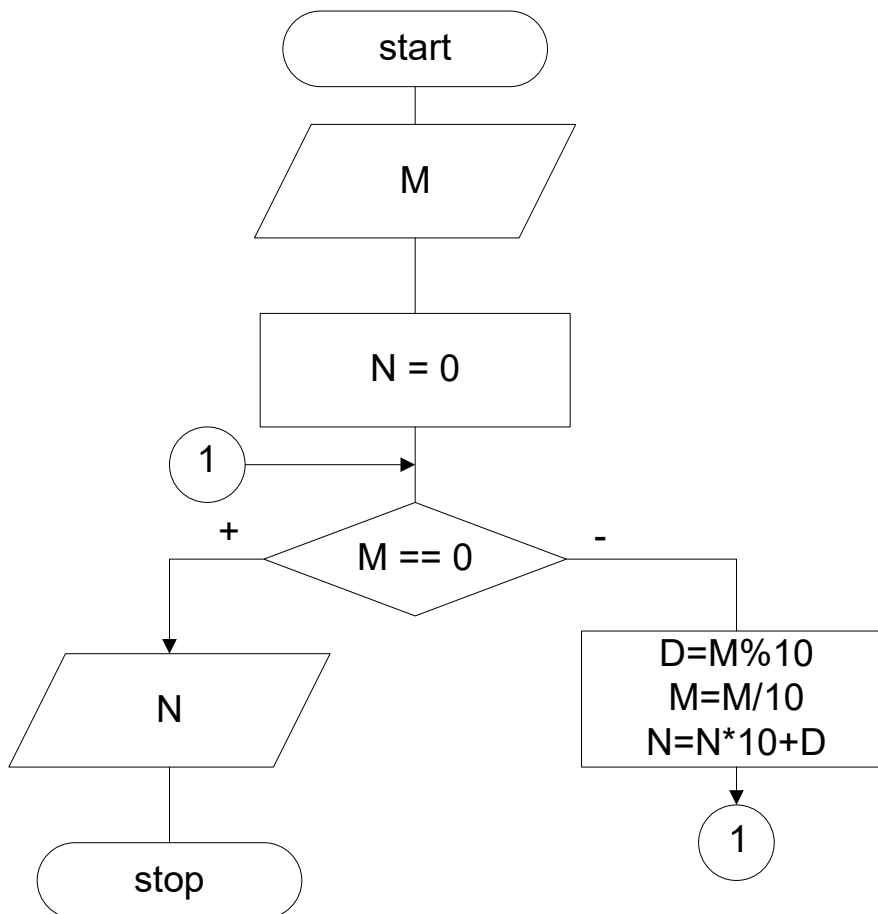 start
M
N = 0
1
+
M == 0
-
D=M%10
M=M/10
N=N*10+D
N
1
stop